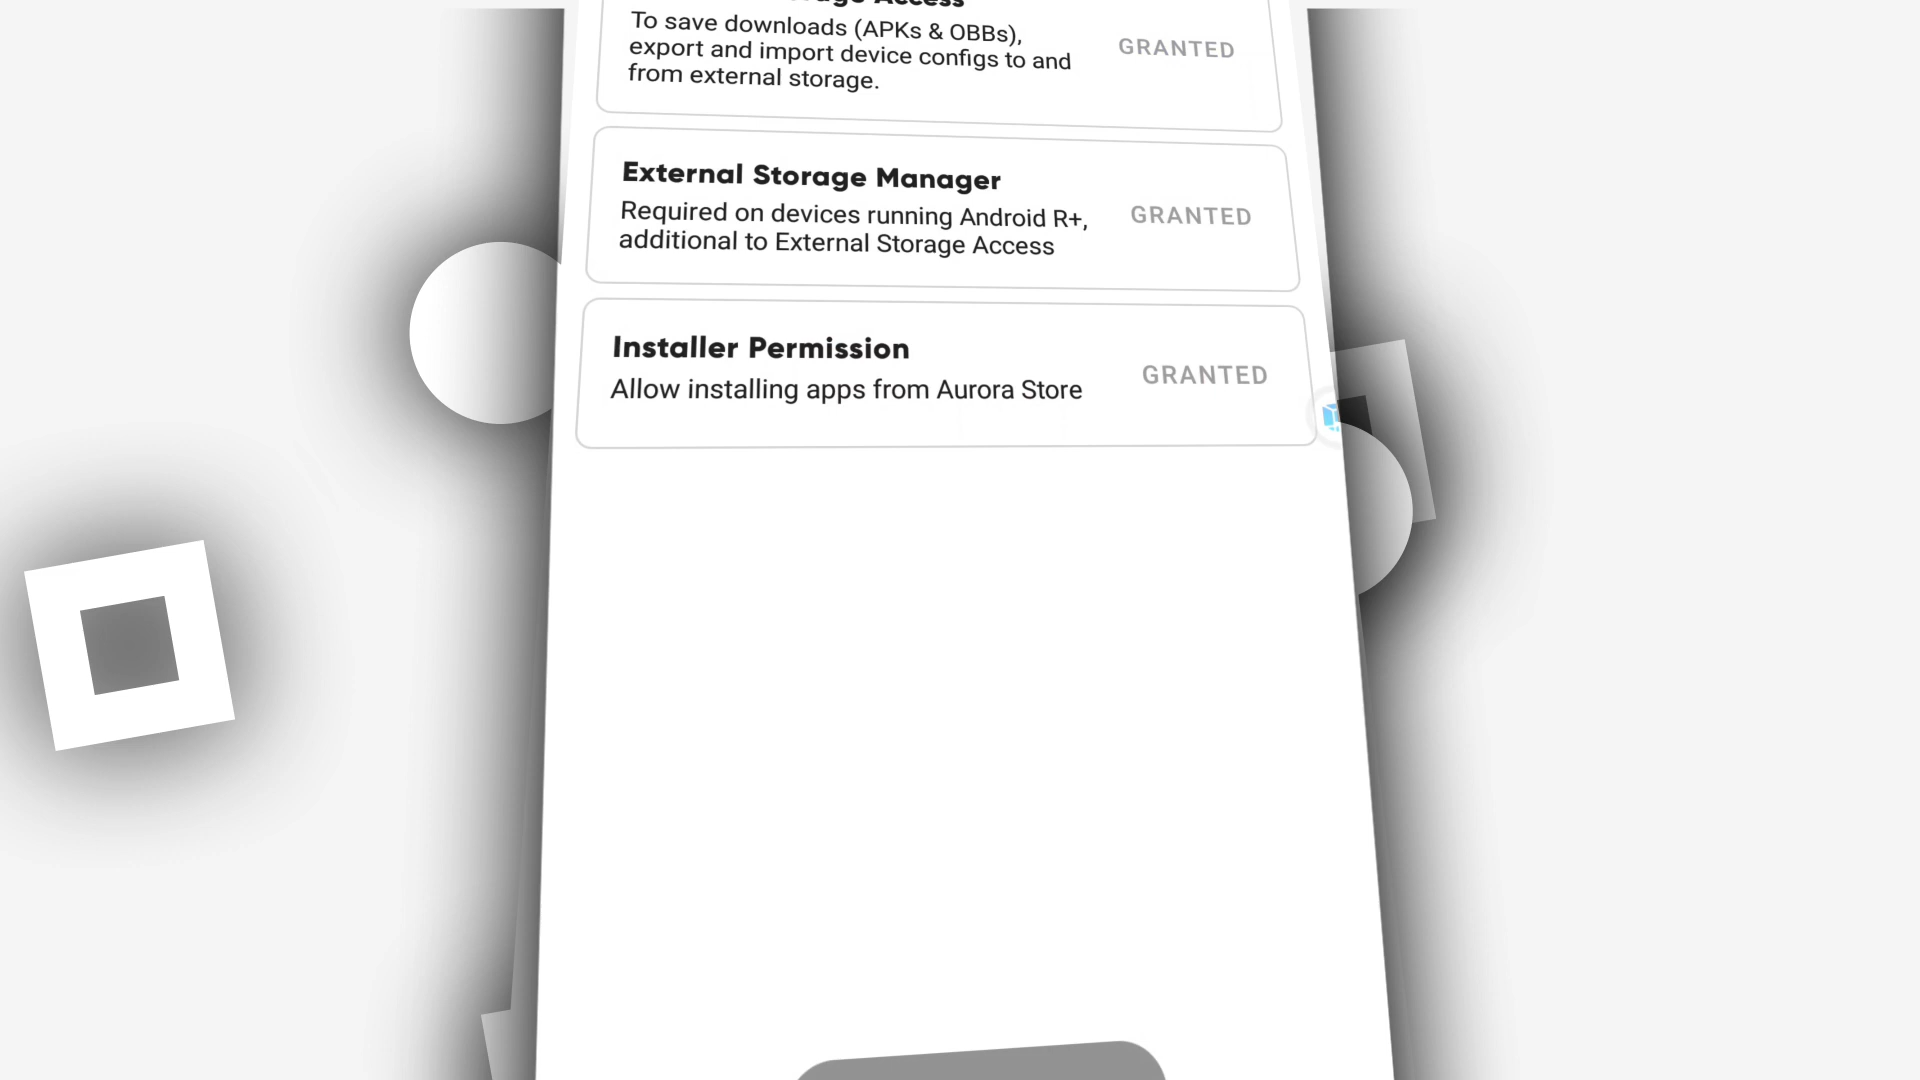 Access
To save downloads (APKs & OBBs),
export and import device configs to and
from external storage.
GRANTED
External Storage Manager
Required on devices running Android R+,
additional to External Storage Access
GRANTED
Installer Permission
Allow installing apps from Aurora Store
GRANTED